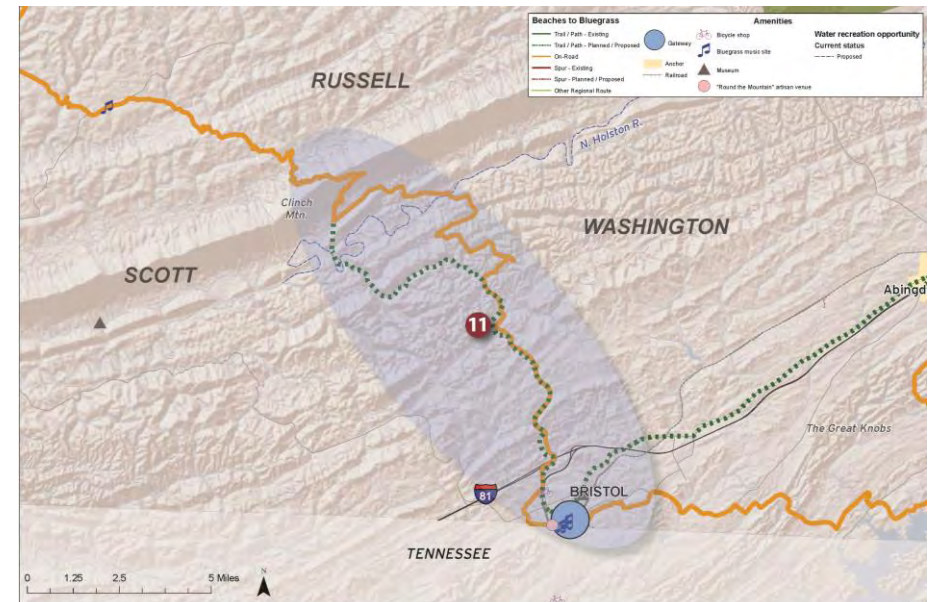 Beaches to Bluegrass
Trail / Path - Existing
Trail / Path - Planned / Proposed
On-Road
Spur - Existing
Spur - Planned / Proposed
Other Regional Route
Gateway
Anchor
Railroad
Amenities
Bicycle shop
Bluegrass music site
Museum
"Round the Mountain" artisan venue
Water recreation opportunity
Current status
Proposed
RUSSELL
N. Holston R.
Clinch
Mtn.
WASHINGTON
SCOTT
Abingd
11
The Great Knobs
81
BRISTOL
TENNESSEE
0 1.25 2.5 5 Miles
N